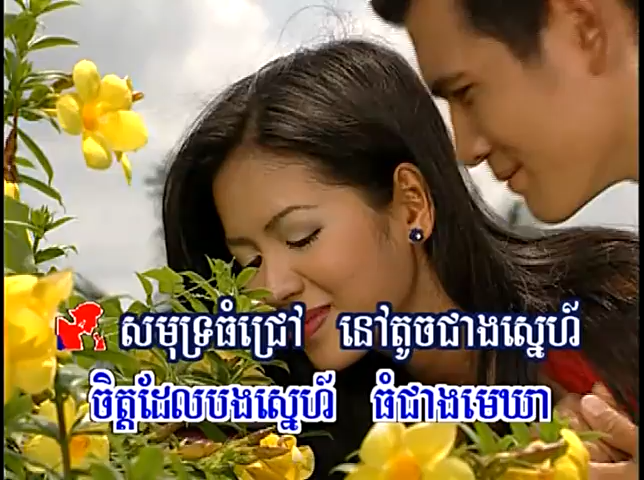 សមុទ្រធំជ្រៅ នៅតូចជាងស្នេហ៍
ចិត្តដែលបងស្នេហ៍ ធំជាងមេឃា